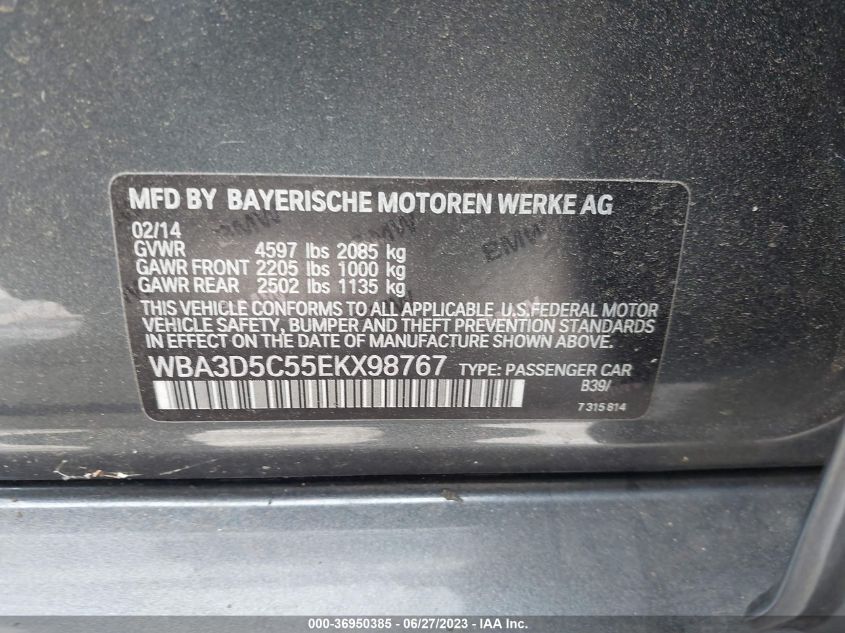 MFD BY BAYERISCHE MOTOREN WERKE AG
02/14
GVWR 4597 lbs 2085 kg
GAWR FRONT 2205 lbs 1000 kg
GAWR REAR 2502 lbs 1135 kg
THIS VEHICLE CONFORMS TO ALL APPLICABLE U.S.FEDERAL MOTOR
VEHICLE SAFETY, BUMPER AND THEFT PREVENTION STANDARDS
IN EFFECT ON THE DATE OF MANUFACTURE SHOWN ABOVE.
WBA3D5C55EKX98767 TYPE: PASSENGER CAR
B39/
7 315 814
000-36950385 - 06/27/2023 - IAA Inc.